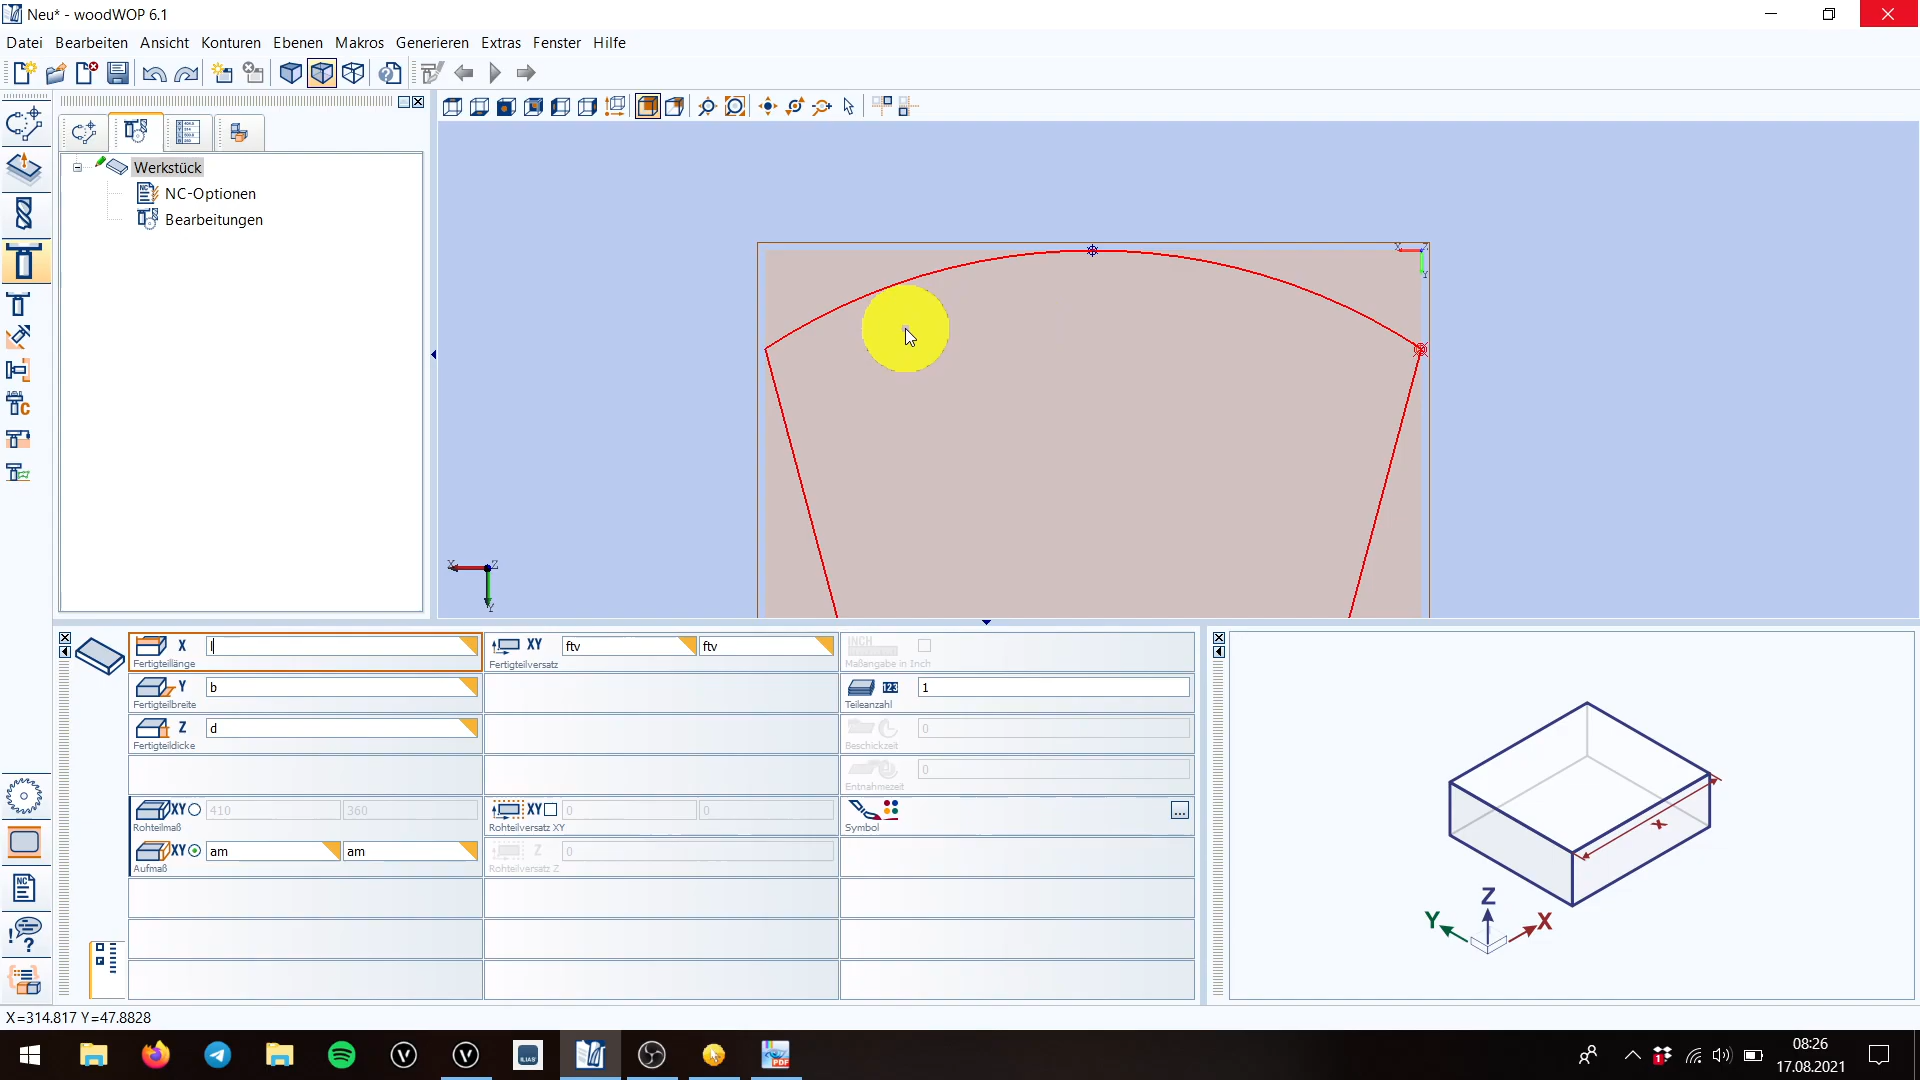 Neu* - woodWOP 6.1
Datei Bearbeiten Ansicht Konturen Ebenen Makros Generieren Extras Fenster Hilfe
Werkstück
NC-Optionen
Bearbeitungen
X Z
Y
X Z
Y
X l
Fertigteillänge
XY ftv ftv
Fertigteilversatz
INCH
Maßangabe in Inch
Y b
Fertigteilbreite
123 1
Teileanzahl
Z d
Fertigteildicke
0
Beschickzeit
0
Entnahmezeit
XY 410 360
Rohteilmaß
XY 0 0
Rohteilversatz XY
Symbol
...
XY am am
Aufmaß
Z 0
Rohteilversatz Z
x
Z
Y X
X=314.817 Y=47.8828
08:26
17.08.2021